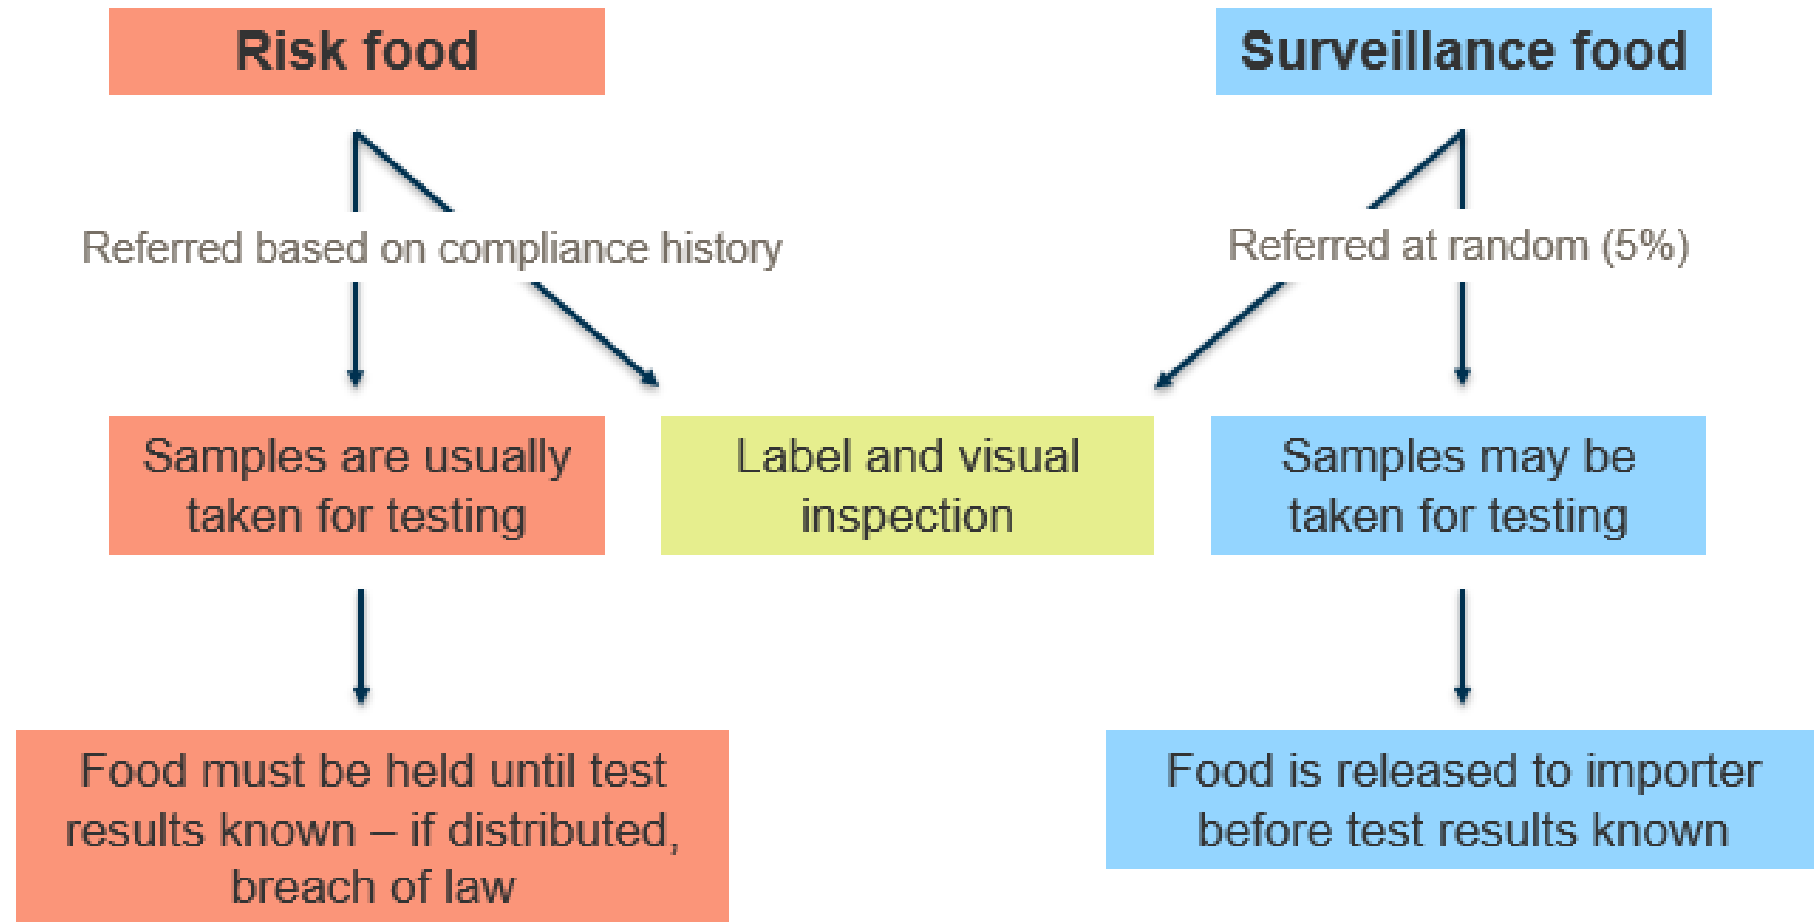 Risk food
Surveillance food
Referred based on compliance history
Referred at random (5%)
Samples are usually
taken for testing
Label and visual
inspection
Samples may be
taken for testing
Food must be held until test
results known – if distributed,
breach of law
Food is released to importer
before test results known